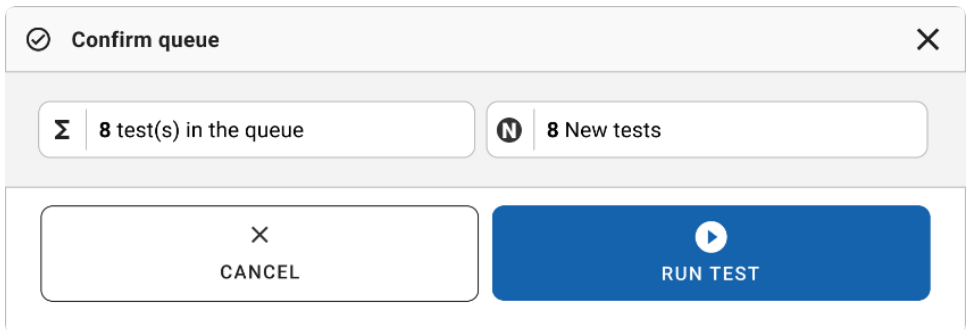 Confirm queue
Σ 8 test(s) in the queue
N 8 New tests
CANCEL
RUN TEST